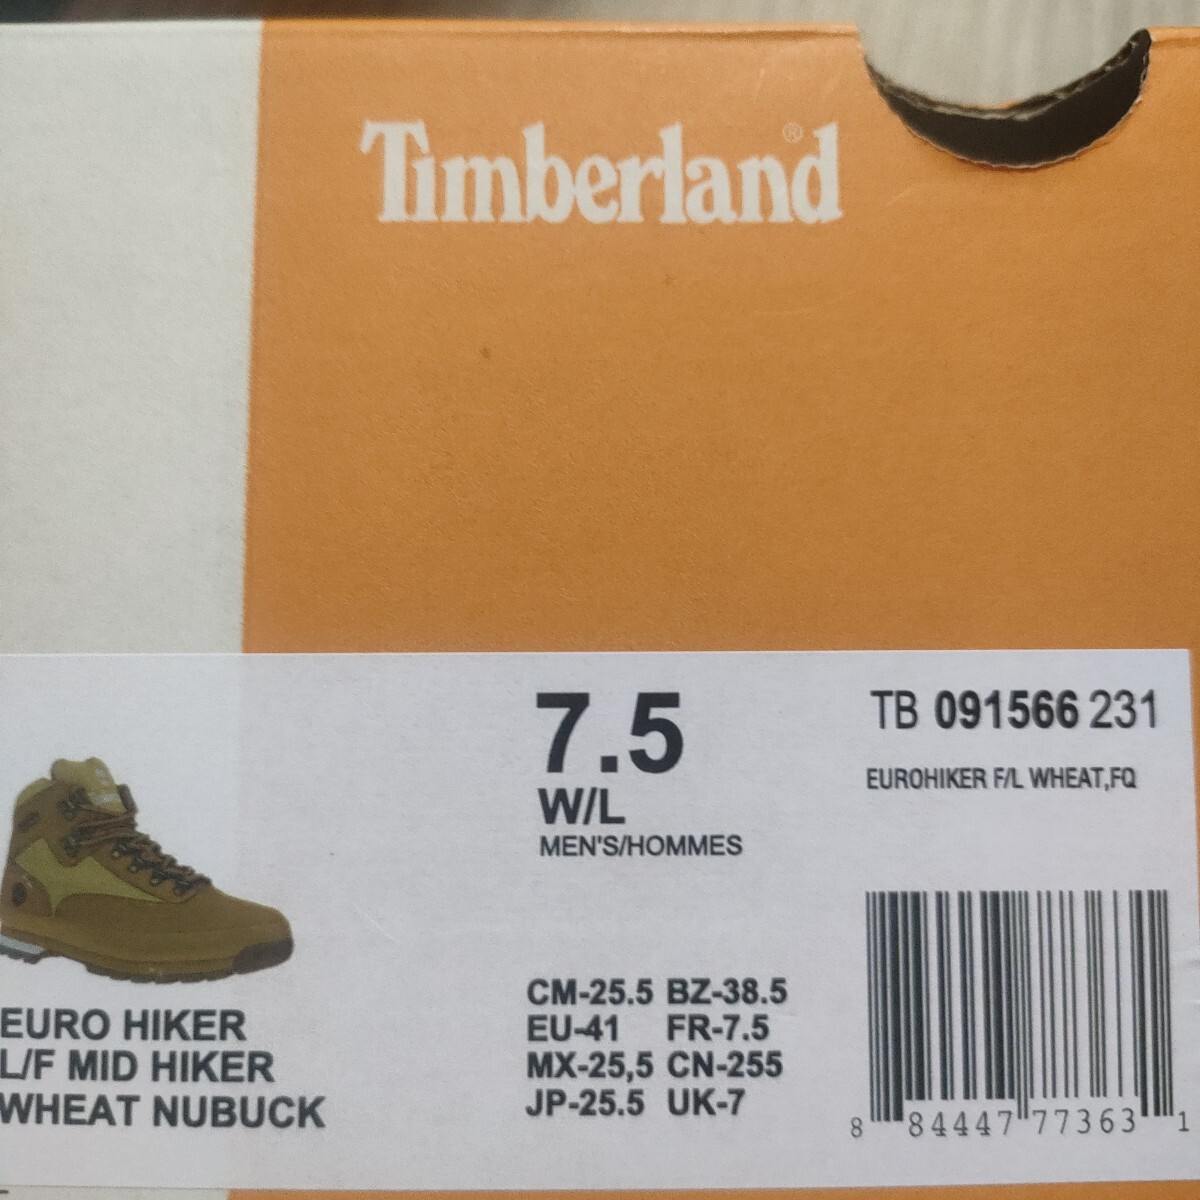 Timberland®
7.5
W/L
MEN'S/HOMMES
TB 091566 231
EUROHIKER F/L WHEAT,FQ
EURO HIKER
L/F MID HIKER
WHEAT NUBUCK
CM-25.5 BZ-38.5
EU-41 FR-7.5
MX-25,5 CN-255
JP-25.5 UK-7
8 84447 77363 1